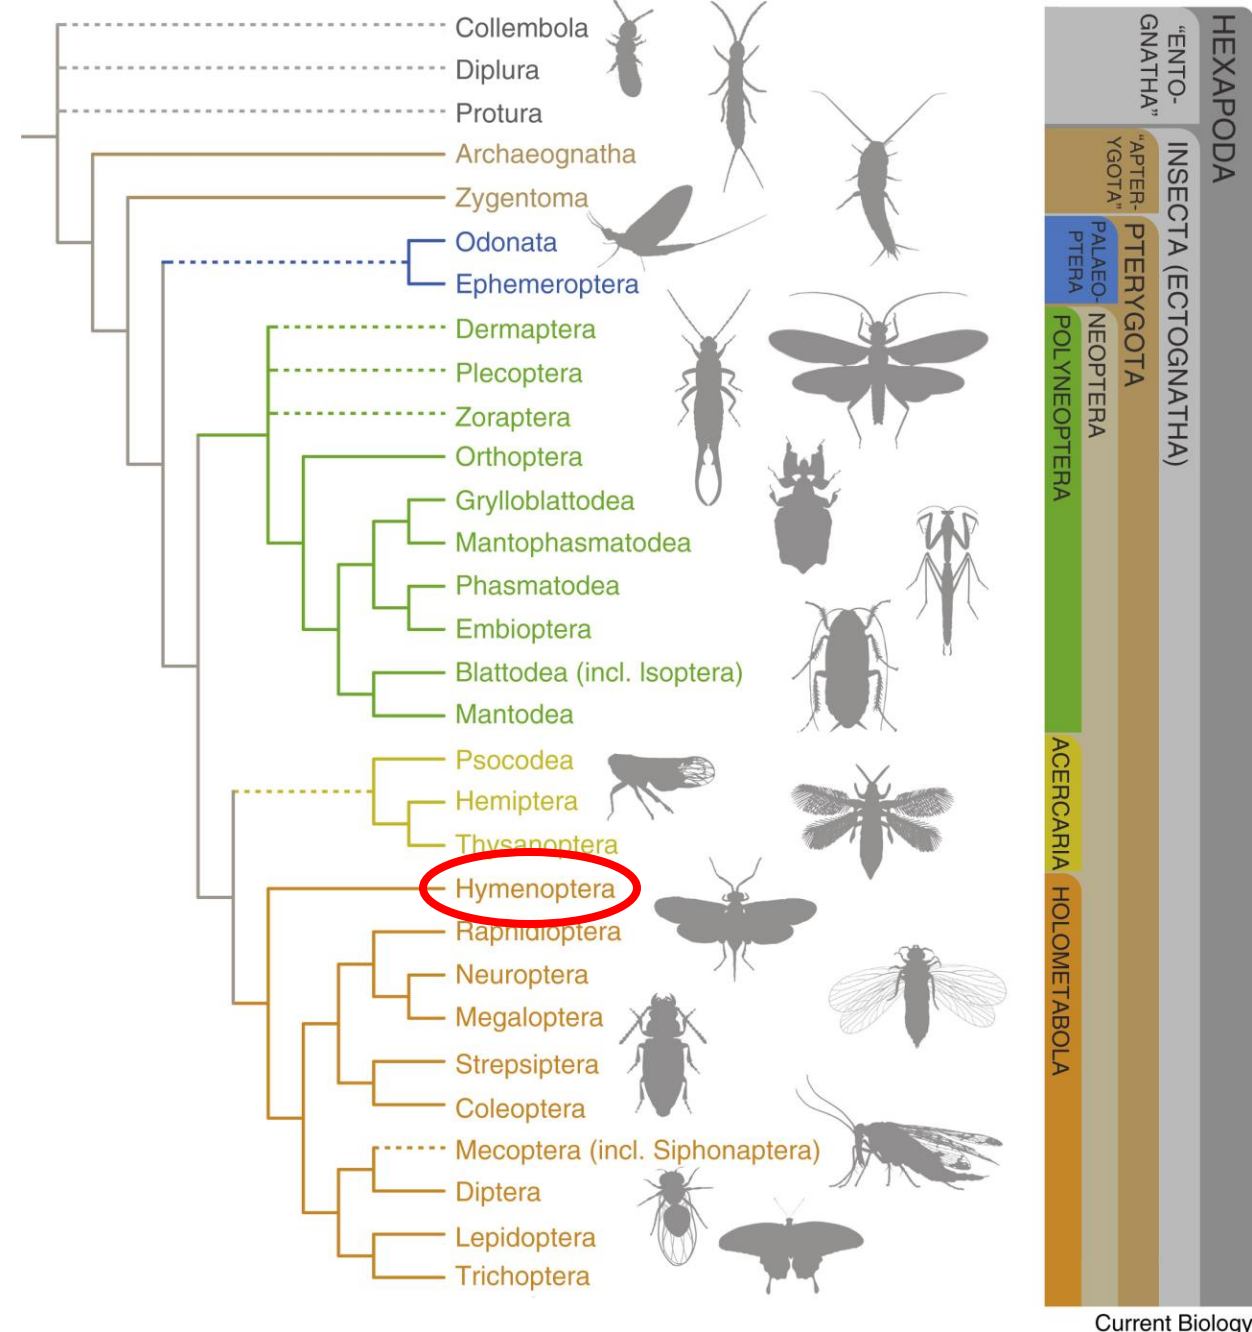 Collembola
Diplura
Protura
Archaeognatha
Zygentoma
Odonata
Ephemeroptera
Dermaptera
Plecoptera
Zoraptera
Orthoptera
Grylloblattodea
Mantophasmatodea
Phasmatodea
Embioptera
Blattodea (incl. Isoptera)
Mantodea
Psocodea
Hemiptera
Thysanoptera
Hymenoptera
Raphidioptera
Neuroptera
Megaloptera
Strepsiptera
Coleoptera
Mecoptera (incl. Siphonaptera)
Diptera
Lepidoptera
Trichoptera
HEXAPODA
“ENTO-
GNATHA”
INSECTA (ECTOGNATHA)
“APTER-
YGOTA”
PTERYGOTA
PALAEO-
PTERA
NEOPTERA
POLYNEOPTERA
ACERCARIA
HOLOMETABOLA
Current Biology